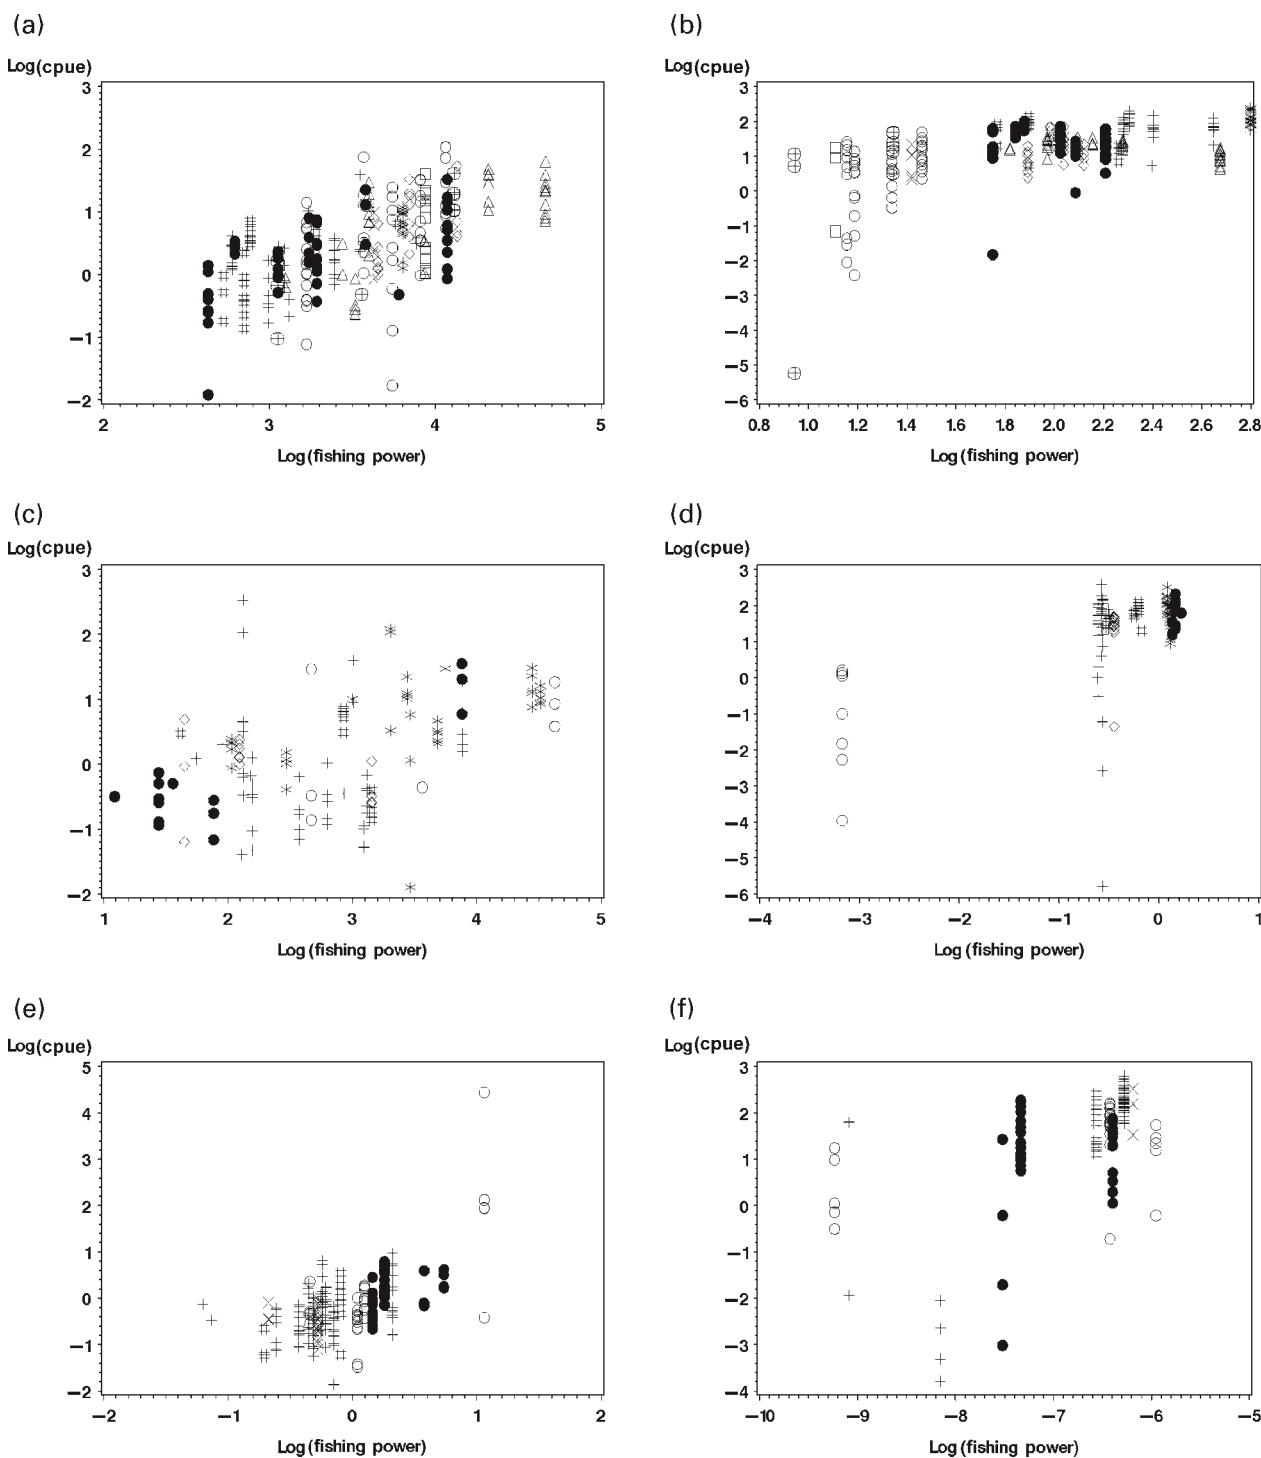 (a)
Log(cpue)
3
2
1
0
−1
−2
2 3 4 5
Log(fishing power)
(b)
Log(cpue)
3
2
1
0
−1
−2
−3
−4
−5
−6
0.8 1.0 1.2 1.4 1.6 1.8 2.0 2.2 2.4 2.6 2.8
Log(fishing power)
(c)
Log(cpue)
3
2
1
0
−1
−2
1 2 3 4 5
Log(fishing power)
(d)
Log(cpue)
3
2
1
0
−1
−2
−3
−4
−5
−6
−4 −3 −2 −1 0 1
Log(fishing power)
(e)
Log(cpue)
5
4
3
2
1
0
−1
−2
−2 −1 0 1 2
Log(fishing power)
(f)
Log(cpue)
3
2
1
0
−1
−2
−3
−4
−10 −9 −8 −7 −6 −5
Log(fishing power)